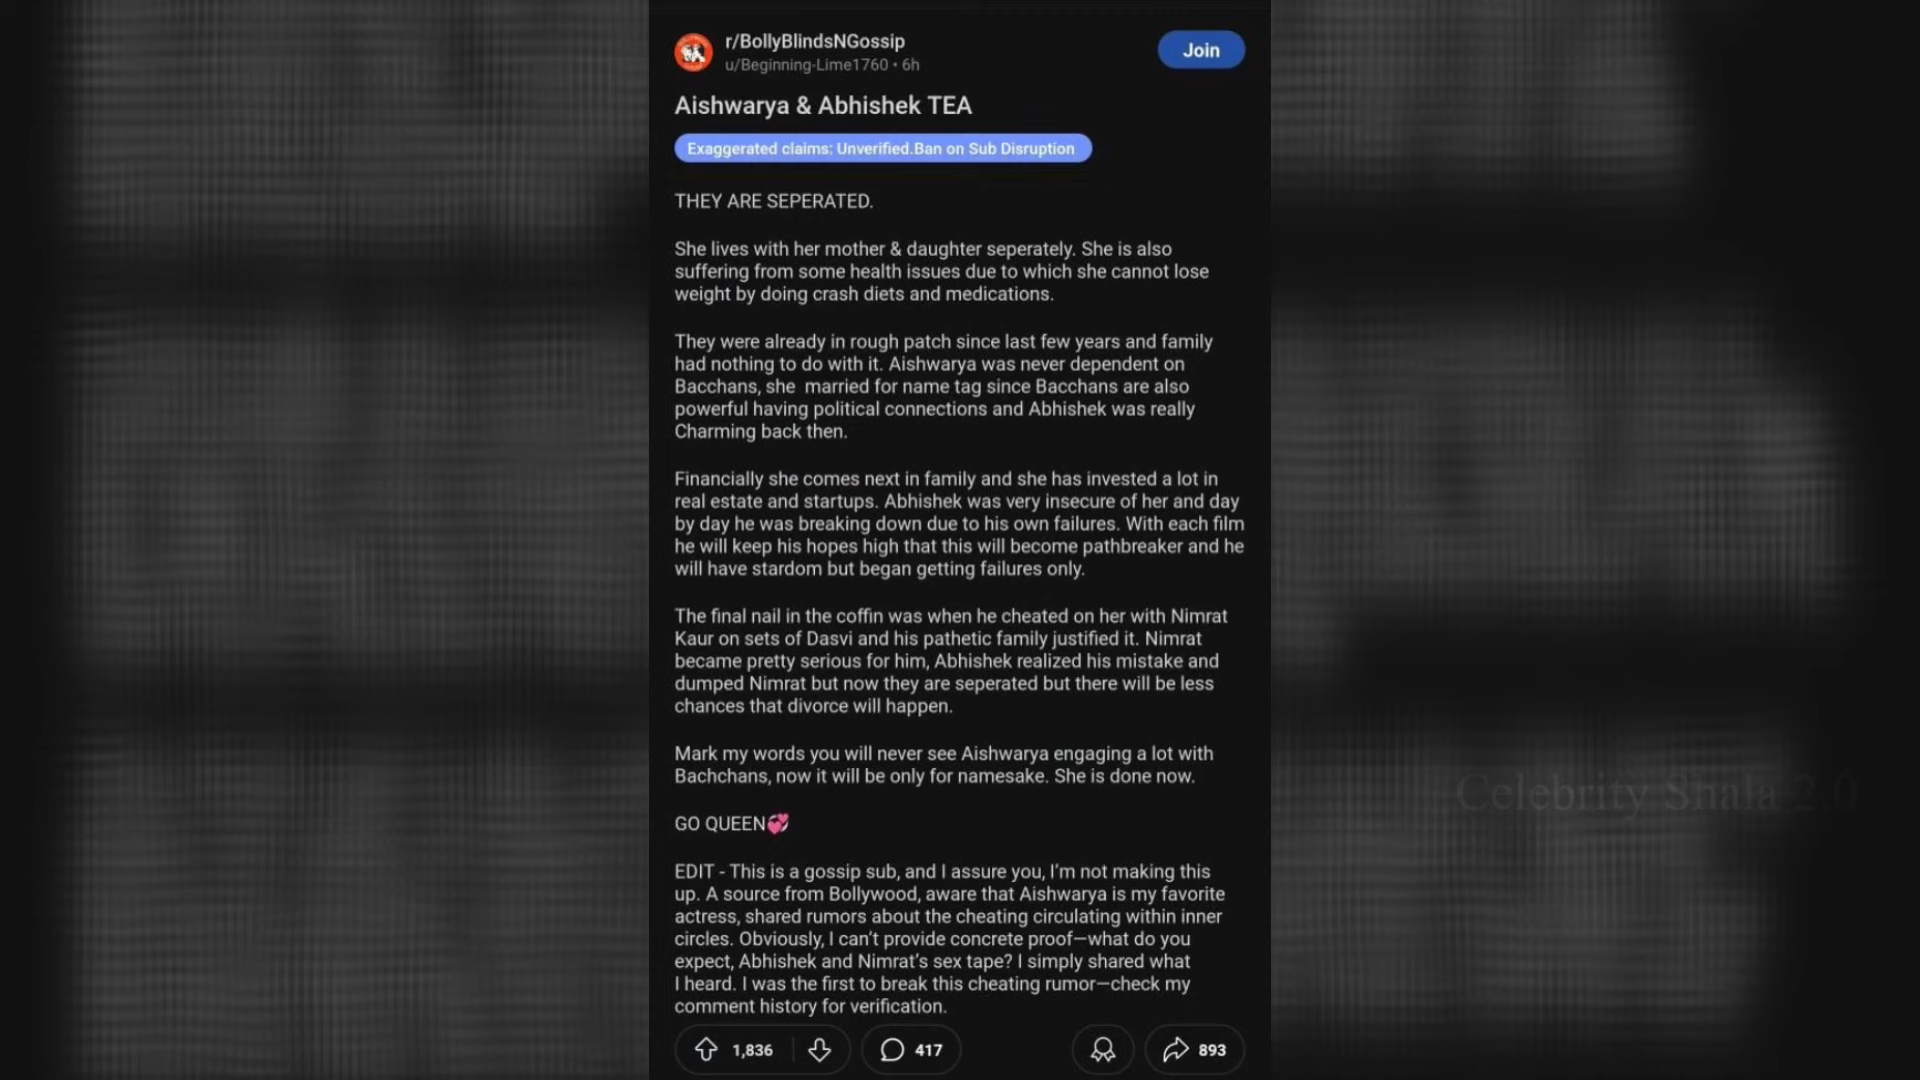 r/BollyBlindsNGossip
u/Beginning-Lime1760 • 6h
Join
Aishwarya & Abhishek TEA
Exaggerated claims: Unverified.Ban on Sub Disruption
THEY ARE SEPERATED.
She lives with her mother & daughter seperately. She is also
suffering from some health issues due to which she cannot lose
weight by doing crash diets and medications.
They were already in rough patch since last few years and family
had nothing to do with it. Aishwarya was never dependent on
Bacchans, she married for name tag since Bacchans are also
powerful having political connections and Abhishek was really
Charming back then.
Financially she comes next in family and she has invested a lot in
real estate and startups. Abhishek was very insecure of her and day
by day he was breaking down due to his own failures. With each film
he will keep his hopes high that this will become pathbreaker and he
will have stardom but began getting failures only.
The final nail in the coffin was when he cheated on her with Nimrat
Kaur on sets of Dasvi and his pathetic family justified it. Nimrat
became pretty serious for him, Abhishek realized his mistake and
dumped Nimrat but now they are seperated but there will be less
chances that divorce will happen.
Mark my words you will never see Aishwarya engaging a lot with
Bachchans, now it will be only for namesake. She is done now.
GO QUEEN💞
EDIT - This is a gossip sub, and I assure you, I'm not making this
up. A source from Bollywood, aware that Aishwarya is my favorite
actress, shared rumors about the cheating circulating within inner
circles. Obviously, I can't provide concrete proof—what do you
expect, Abhishek and Nimrat's sex tape? I simply shared what
I heard. I was the first to break this cheating rumor—check my
comment history for verification.
1,836
417
893
Celebrity Shala 2.0